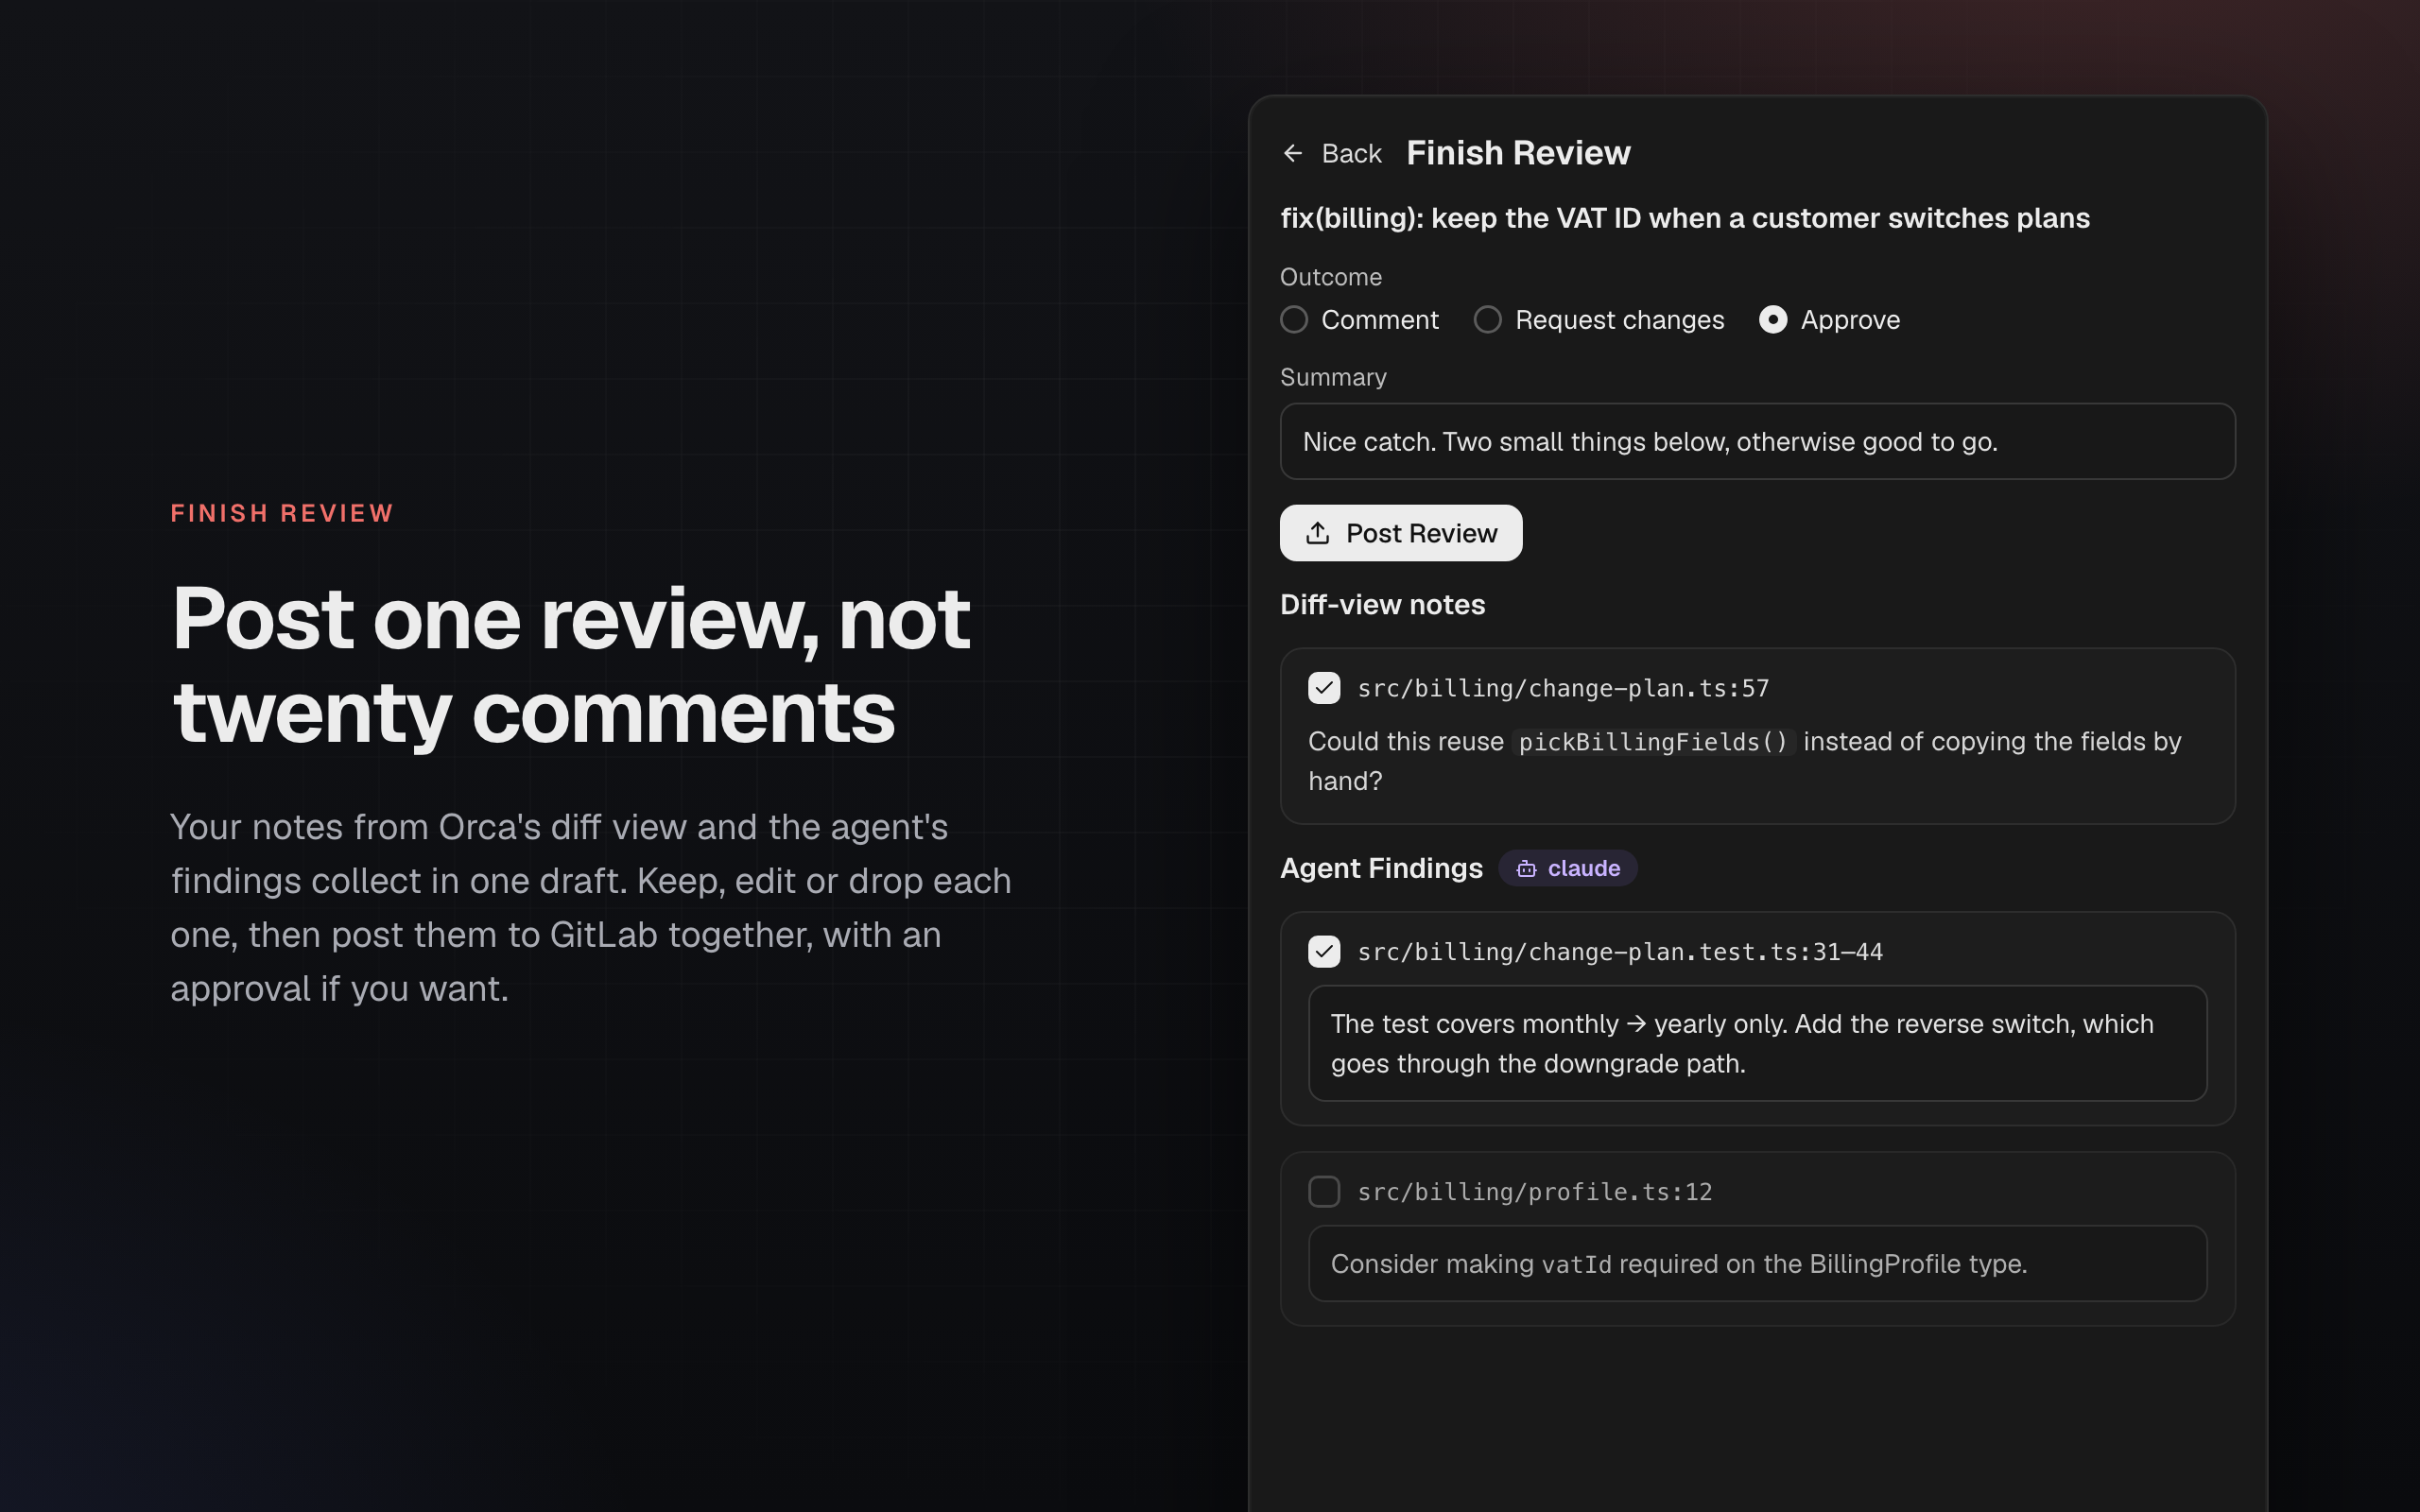 FINISH REVIEW
Post one review, not
twenty comments
Your notes from Orca's diff view and the agent's
findings collect in one draft. Keep, edit or drop each
one, then post them to GitLab together, with an
approval if you want.
Back Finish Review
fix(billing): keep the VAT ID when a customer switches plans
Outcome
Comment Request changes Approve
Summary
Nice catch. Two small things below, otherwise good to go.
Post Review
Diff-view notes
src/billing/change-plan.ts:57
Could this reuse pickBillingFields() instead of copying the fields by
hand?
Agent Findings claude
src/billing/change-plan.test.ts:31–44
The test covers monthly → yearly only. Add the reverse switch, which
goes through the downgrade path.
src/billing/profile.ts:12
Consider making vatId required on the BillingProfile type.